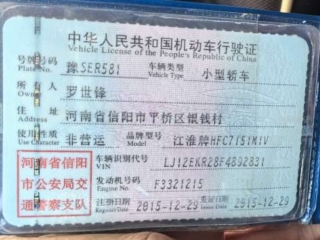 中华人民共和国机动车行驶证
Vehicle License of the People's Republic of China
号牌号码 豫SER581 车辆类型 小型轿车
Plate No. Vehicle Type
所有人 罗世锋
Owner
住址 河南省信阳市平桥区银钱村
Address
使用性质 非营运 品牌型号 江淮牌HFC7151M1V
Use Character Model
河南省信阳
市公安局交
通警察支队
车辆识别代号 LJ12EKR28F4802831
VIN
发动机号码 F3321215
Engine No.
注册日期 2015-12-29 发证日期 2015-12-29
Register Date Issue Date